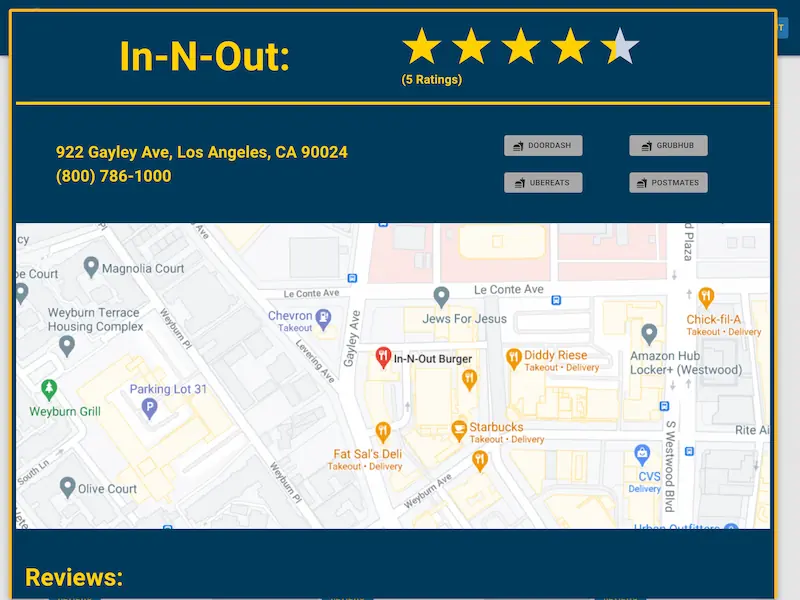 In-N-Out:
(5 Ratings)
922 Gayley Ave, Los Angeles, CA 90024
(800) 786-1000
DOORDASH
GRUBHUB
UBEREATS
POSTMATES
cy
Pl
Ave
d Plaza
Court
Magnolia Court
Le Conte Ave
Le Conte Ave
Weyburn Terrace
Housing Complex
Weyburn Pl
Chevron
Takeout
Levering Ave
Gayley Ave
Jews For Jesus
Chick-fil-A
Takeout • Delivery
In-N-Out Burger
Diddy Riese
Takeout • Delivery
Amazon Hub
Locker+ (Westwood)
Parking Lot 31
P
Weyburn Grill
Starbucks
Takeout • Delivery
S Westwood Blvd
Rite Ai
Fat Sal's Deli
Takeout • Delivery
South Ln
Weyburn Pl
Weyburn Ave
CVS
Delivery
Olive Court
Urban Outfitters
Reviews: